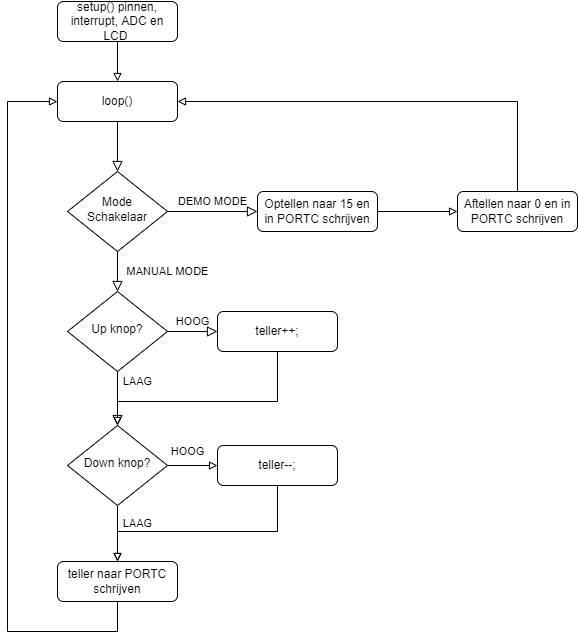 setup() pinnen,
interrupt, ADC en
LCD
loop()
Mode
Schakelaar
DEMO MODE
Optellen naar 15 en
in PORTC schrijven
Aftellen naar 0 en in
PORTC schrijven
MANUAL MODE
Up knop?
HOOG
teller++;
LAAG
Down knop?
HOOG
teller--;
LAAG
teller naar PORTC
schrijven